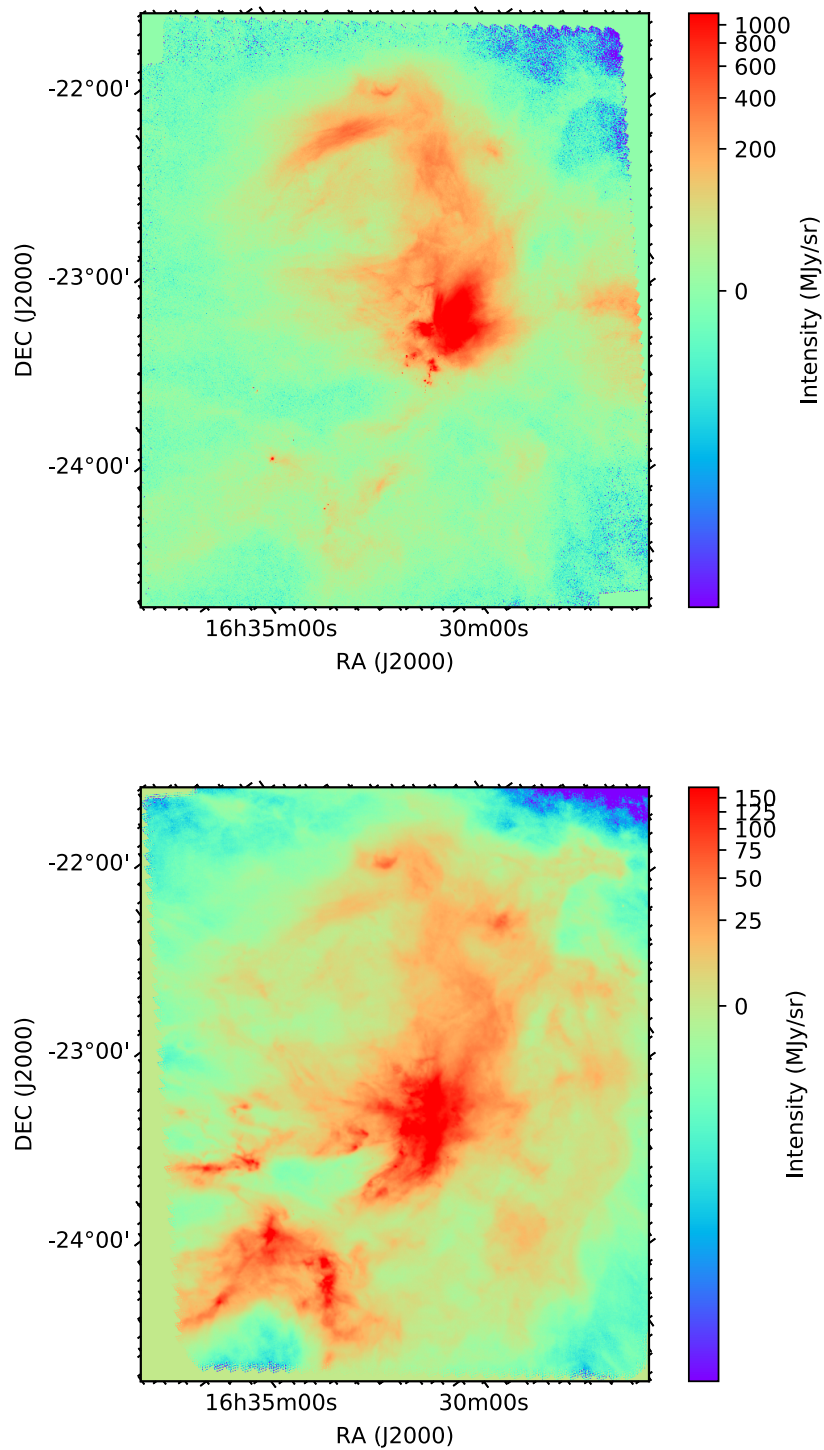 1000
800
600
400
200
0
-22°00'
-23°00'
-24°00'
DEC (J2000)
16h35m00s 30m00s
RA (J2000)
Intensity (MJy/sr)
150
125
100
75
50
25
0
-22°00'
-23°00'
-24°00'
DEC (J2000)
16h35m00s 30m00s
RA (J2000)
Intensity (MJy/sr)